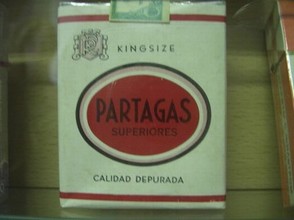 KINGSIZE
PARTAGAS
SUPERIORES
CALIDAD DEPURADA